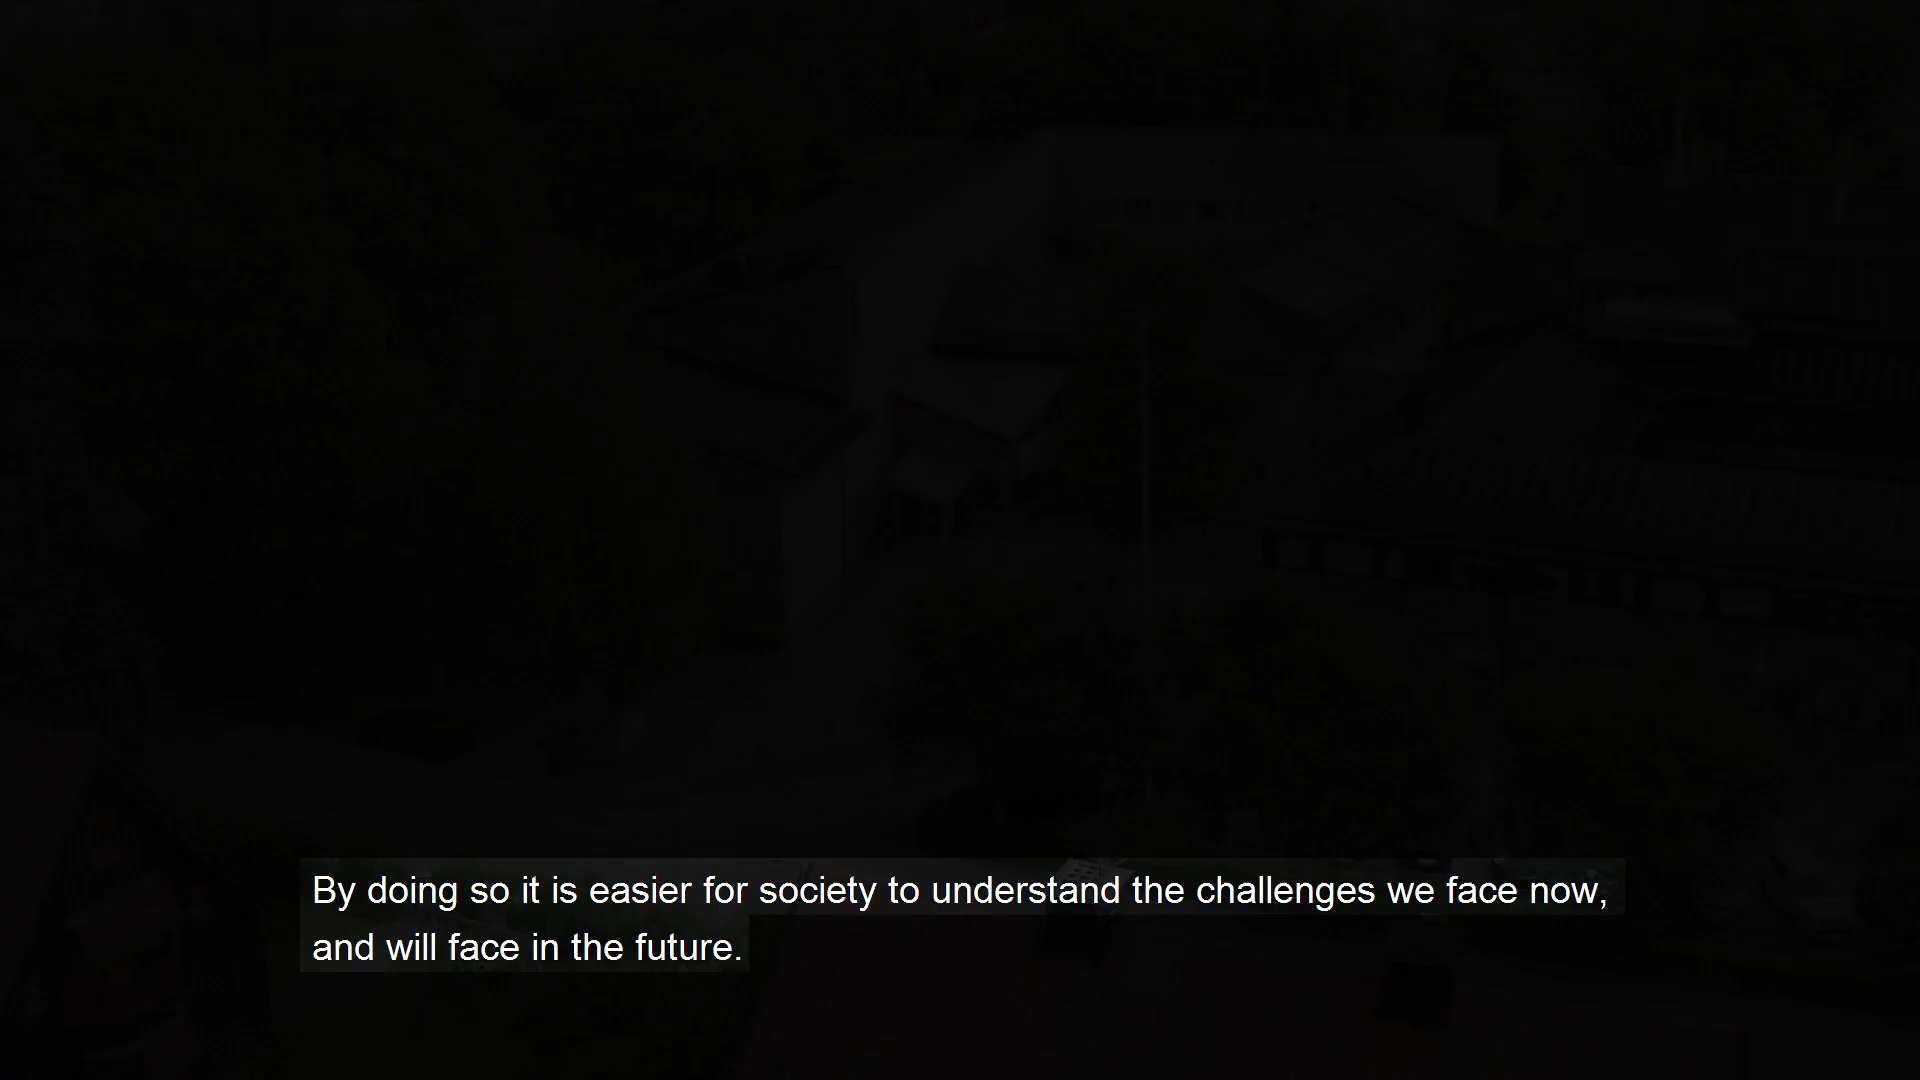 By doing so it is easier for society to understand the challenges we face now,
and will face in the future.